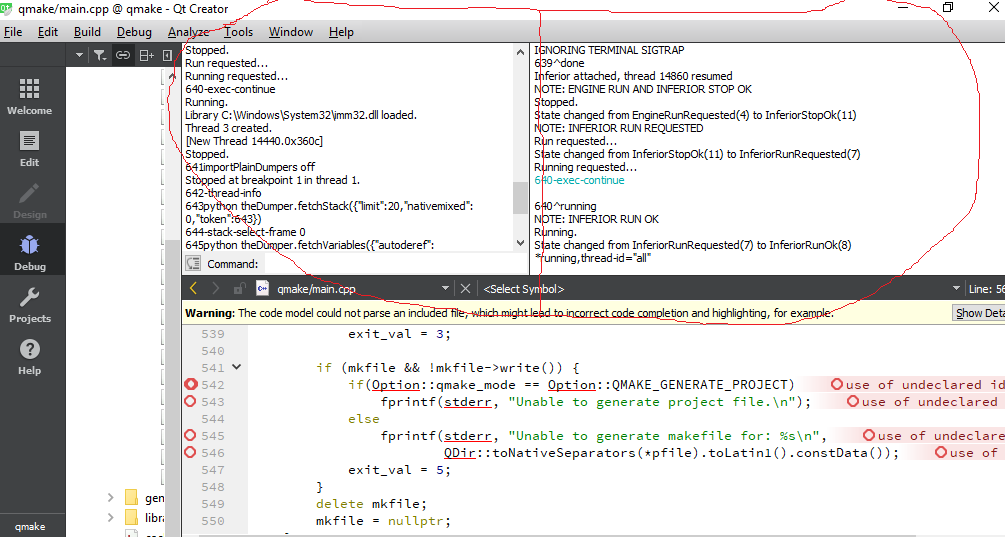 qmake/main.cpp @ qmake - Qt Creator
File Edit Build Debug Analyze Tools Window Help
Welcome
Edit
Design
Debug
Projects
Help
qmake
Stopped.
Run requested...
Running requested...
640-exec-continue
Running.
Library C:\Windows\System32\imm32.dll loaded.
Thread 3 created.
[New Thread 14440.0x360c]
Stopped.
641importPlainDumpers off
Stopped at breakpoint 1 in thread 1.
642-thread-info
643python theDumper.fetchStack({"limit":20,"nativemixed":
0,"token":643})
644-stack-select-frame 0
645python theDumper.fetchVariables({"autoderef":
Command:
IGNORING TERMINAL SIGTRAP
639^done
Inferior attached, thread 14860 resumed
NOTE: ENGINE RUN AND INFERIOR STOP OK
Stopped.
State changed from EngineRunRequested(4) to InferiorStopOk(11)
NOTE: INFERIOR RUN REQUESTED
Run requested...
State changed from InferiorStopOk(11) to InferiorRunRequested(7)
Running requested...
640-exec-continue
640^running
NOTE: INFERIOR RUN OK
Running.
State changed from InferiorRunRequested(7) to InferiorRunOk(8)
*running,thread-id="all"
qmake/main.cpp <Select Symbol> Line: 56
Warning: The code model could not parse an included file, which might lead to incorrect code completion and highlighting, for example. Show Deta
539 exit_val = 3;
540
541 if (mkfile && !mkfile->write()) {
542 if(Option::qmake_mode == Option::QMAKE_GENERATE_PROJECT) use of undeclared id
543 fprintf(stderr, "Unable to generate project file.\n"); use of undeclared
544 else
545 fprintf(stderr, "Unable to generate makefile for: %s\n", use of undeclare
546 QDir::toNativeSeparators(*pfile).toLatin1().constData()); use of
547 exit_val = 5;
548 }
549 delete mkfile;
550 mkfile = nullptr;
gen
libra